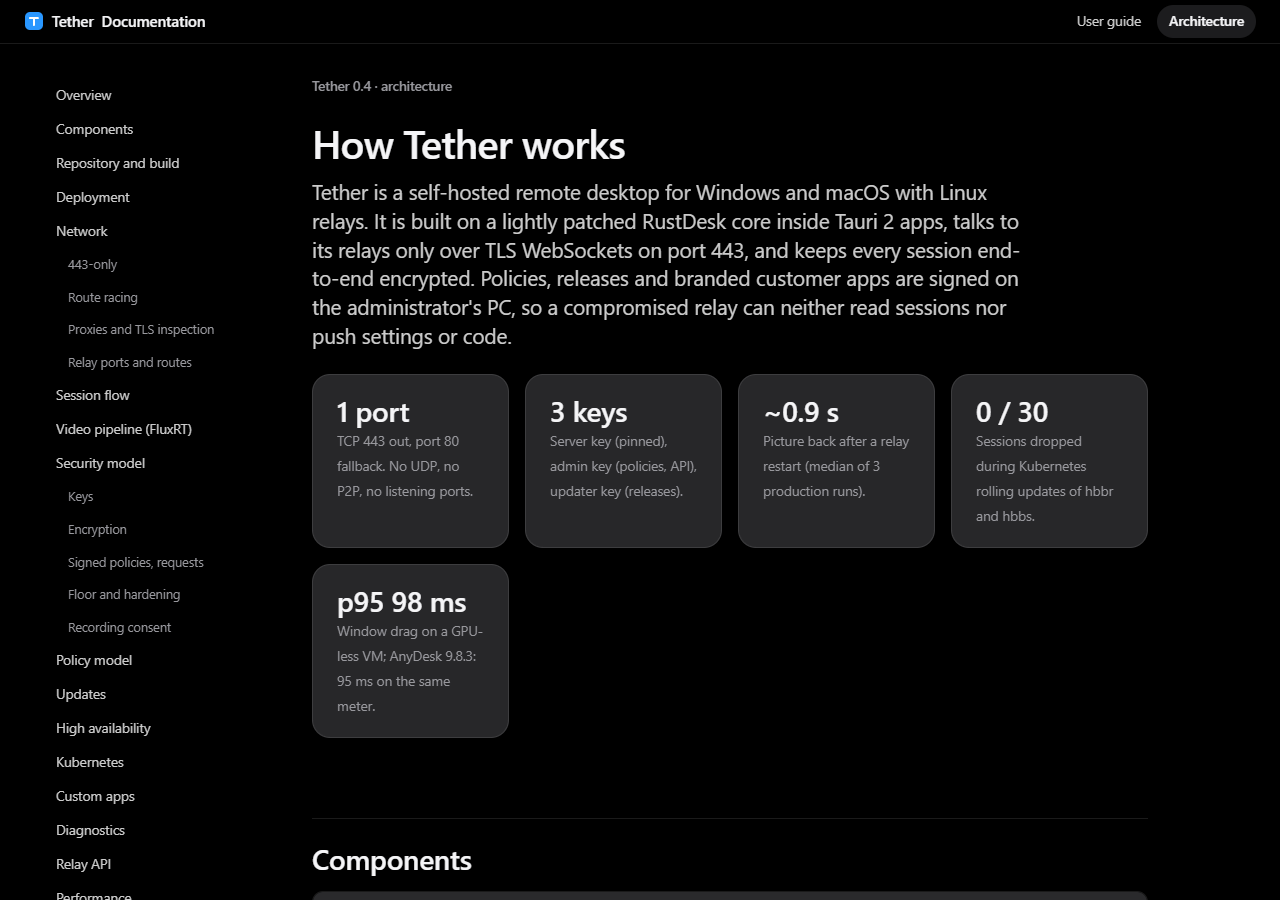 Tether Documentation
User guide
Architecture
Overview
Components
Repository and build
Deployment
Network
443-only
Route racing
Proxies and TLS inspection
Relay ports and routes
Session flow
Video pipeline (FluxRT)
Security model
Keys
Encryption
Signed policies, requests
Floor and hardening
Recording consent
Policy model
Updates
High availability
Kubernetes
Custom apps
Diagnostics
Relay API
Performance
Tether 0.4 · architecture
How Tether works
Tether is a self-hosted remote desktop for Windows and macOS with Linux
relays. It is built on a lightly patched RustDesk core inside Tauri 2 apps, talks to
its relays only over TLS WebSockets on port 443, and keeps every session end-
to-end encrypted. Policies, releases and branded customer apps are signed on
the administrator's PC, so a compromised relay can neither read sessions nor
push settings or code.
1 port
TCP 443 out, port 80
fallback. No UDP, no
P2P, no listening ports.
3 keys
Server key (pinned),
admin key (policies, API),
updater key (releases).
~0.9 s
Picture back after a relay
restart (median of 3
production runs).
0 / 30
Sessions dropped
during Kubernetes
rolling updates of hbbr
and hbbs.
p95 98 ms
Window drag on a GPU-
less VM; AnyDesk 9.8.3:
95 ms on the same
meter.
Components